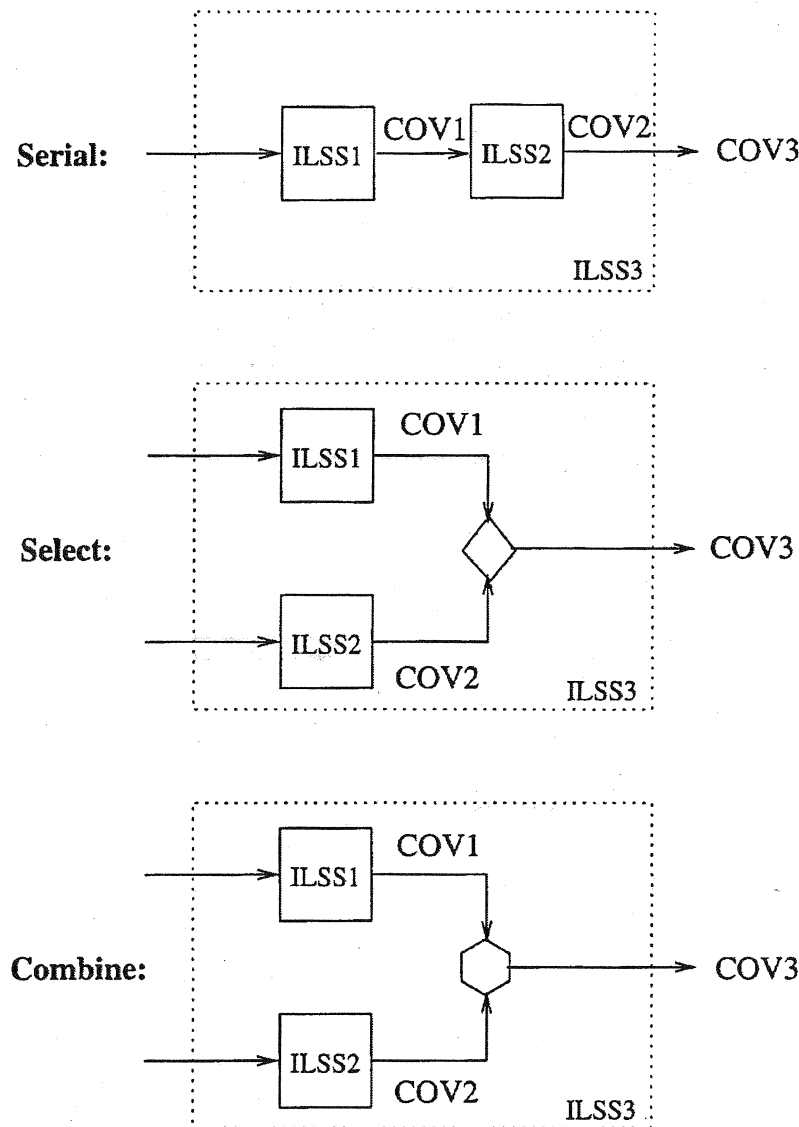 COV1 COV2
Serial: ILSS1 ILSS2 COV3
ILSS3
COV1
ILSS1
Select: COV3
ILSS2
COV2
ILSS3
COV1
ILSS1
Combine: COV3
ILSS2
COV2
ILSS3